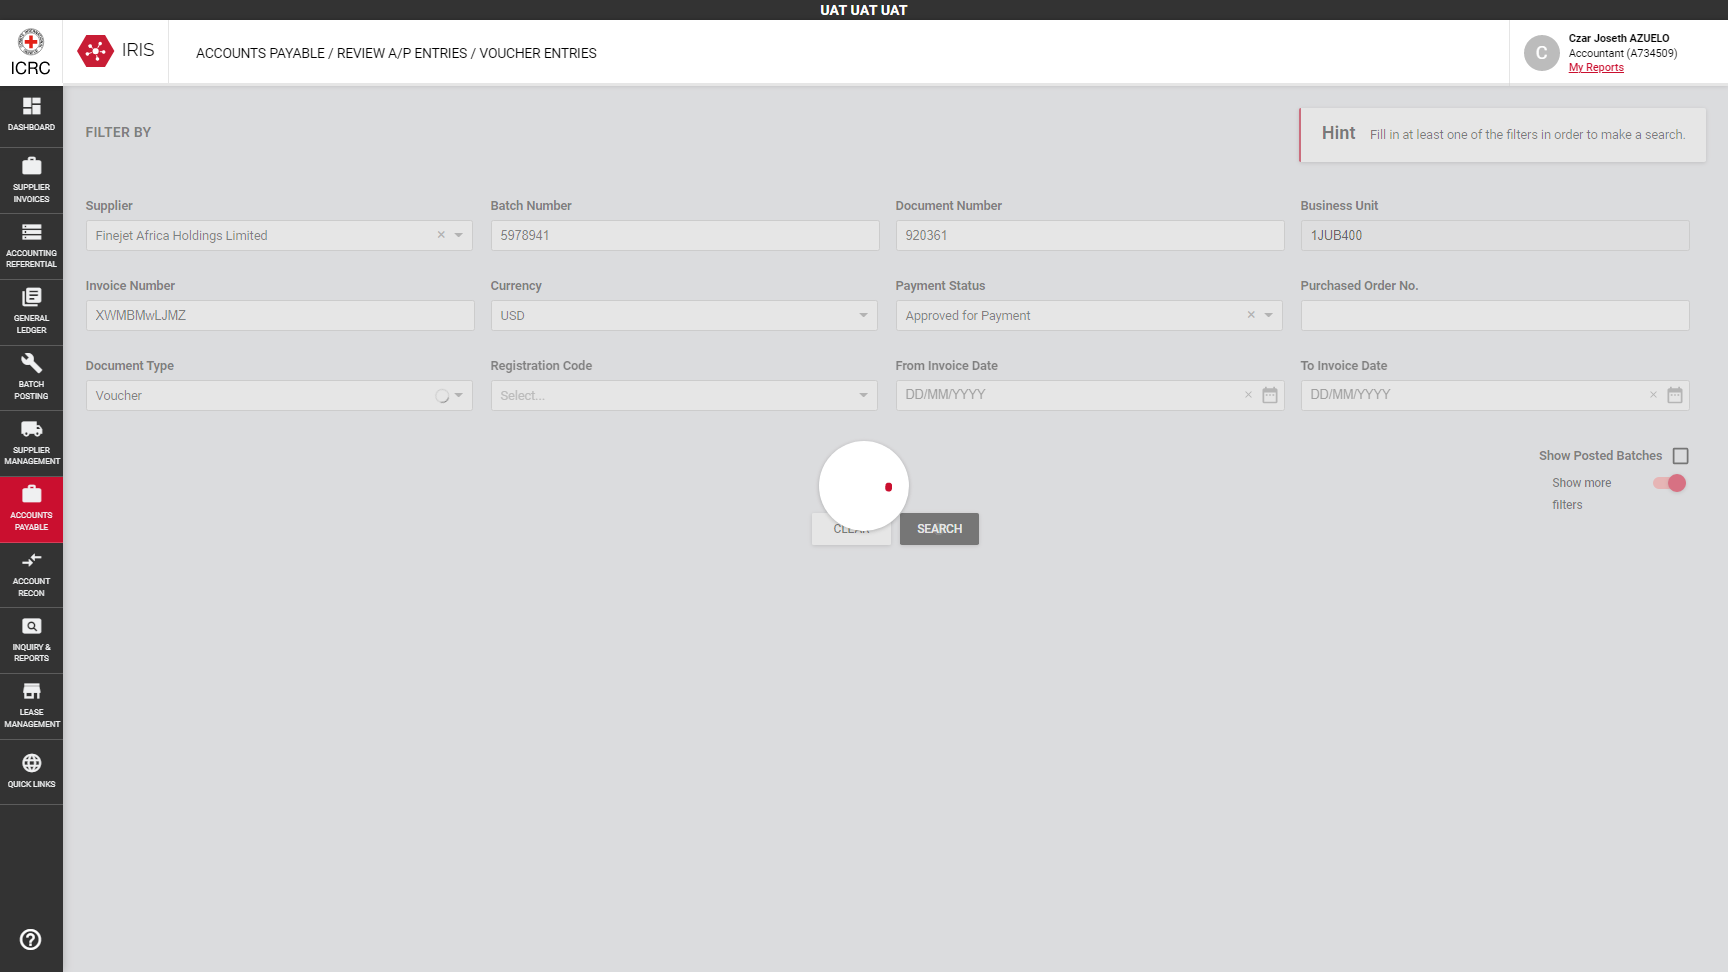 UAT UAT UAT
ICRC
IRIS
ACCOUNTS PAYABLE / REVIEW A/P ENTRIES / VOUCHER ENTRIES
C
Czar Joseth AZUELO
Accountant (A734509)
My Reports
DASHBOARD
SUPPLIER
INVOICES
ACCOUNTING
REFERENTIAL
GENERAL
LEDGER
BATCH
POSTING
SUPPLIER
MANAGEMENT
ACCOUNTS
PAYABLE
ACCOUNT
RECON
INQUIRY &
REPORTS
LEASE
MANAGEMENT
QUICK LINKS
FILTER BY
Hint Fill in at least one of the filters in order to make a search.
Supplier Batch Number Document Number Business Unit
Finejet Africa Holdings Limited 5978941 920361 1JUB400
Invoice Number Currency Payment Status Purchased Order No.
XWMBMwLJMZ USD Approved for Payment
Document Type Registration Code From Invoice Date To Invoice Date
Voucher Select... DD/MM/YYYY DD/MM/YYYY
Show Posted Batches
Show more
filters
CLEAR SEARCH